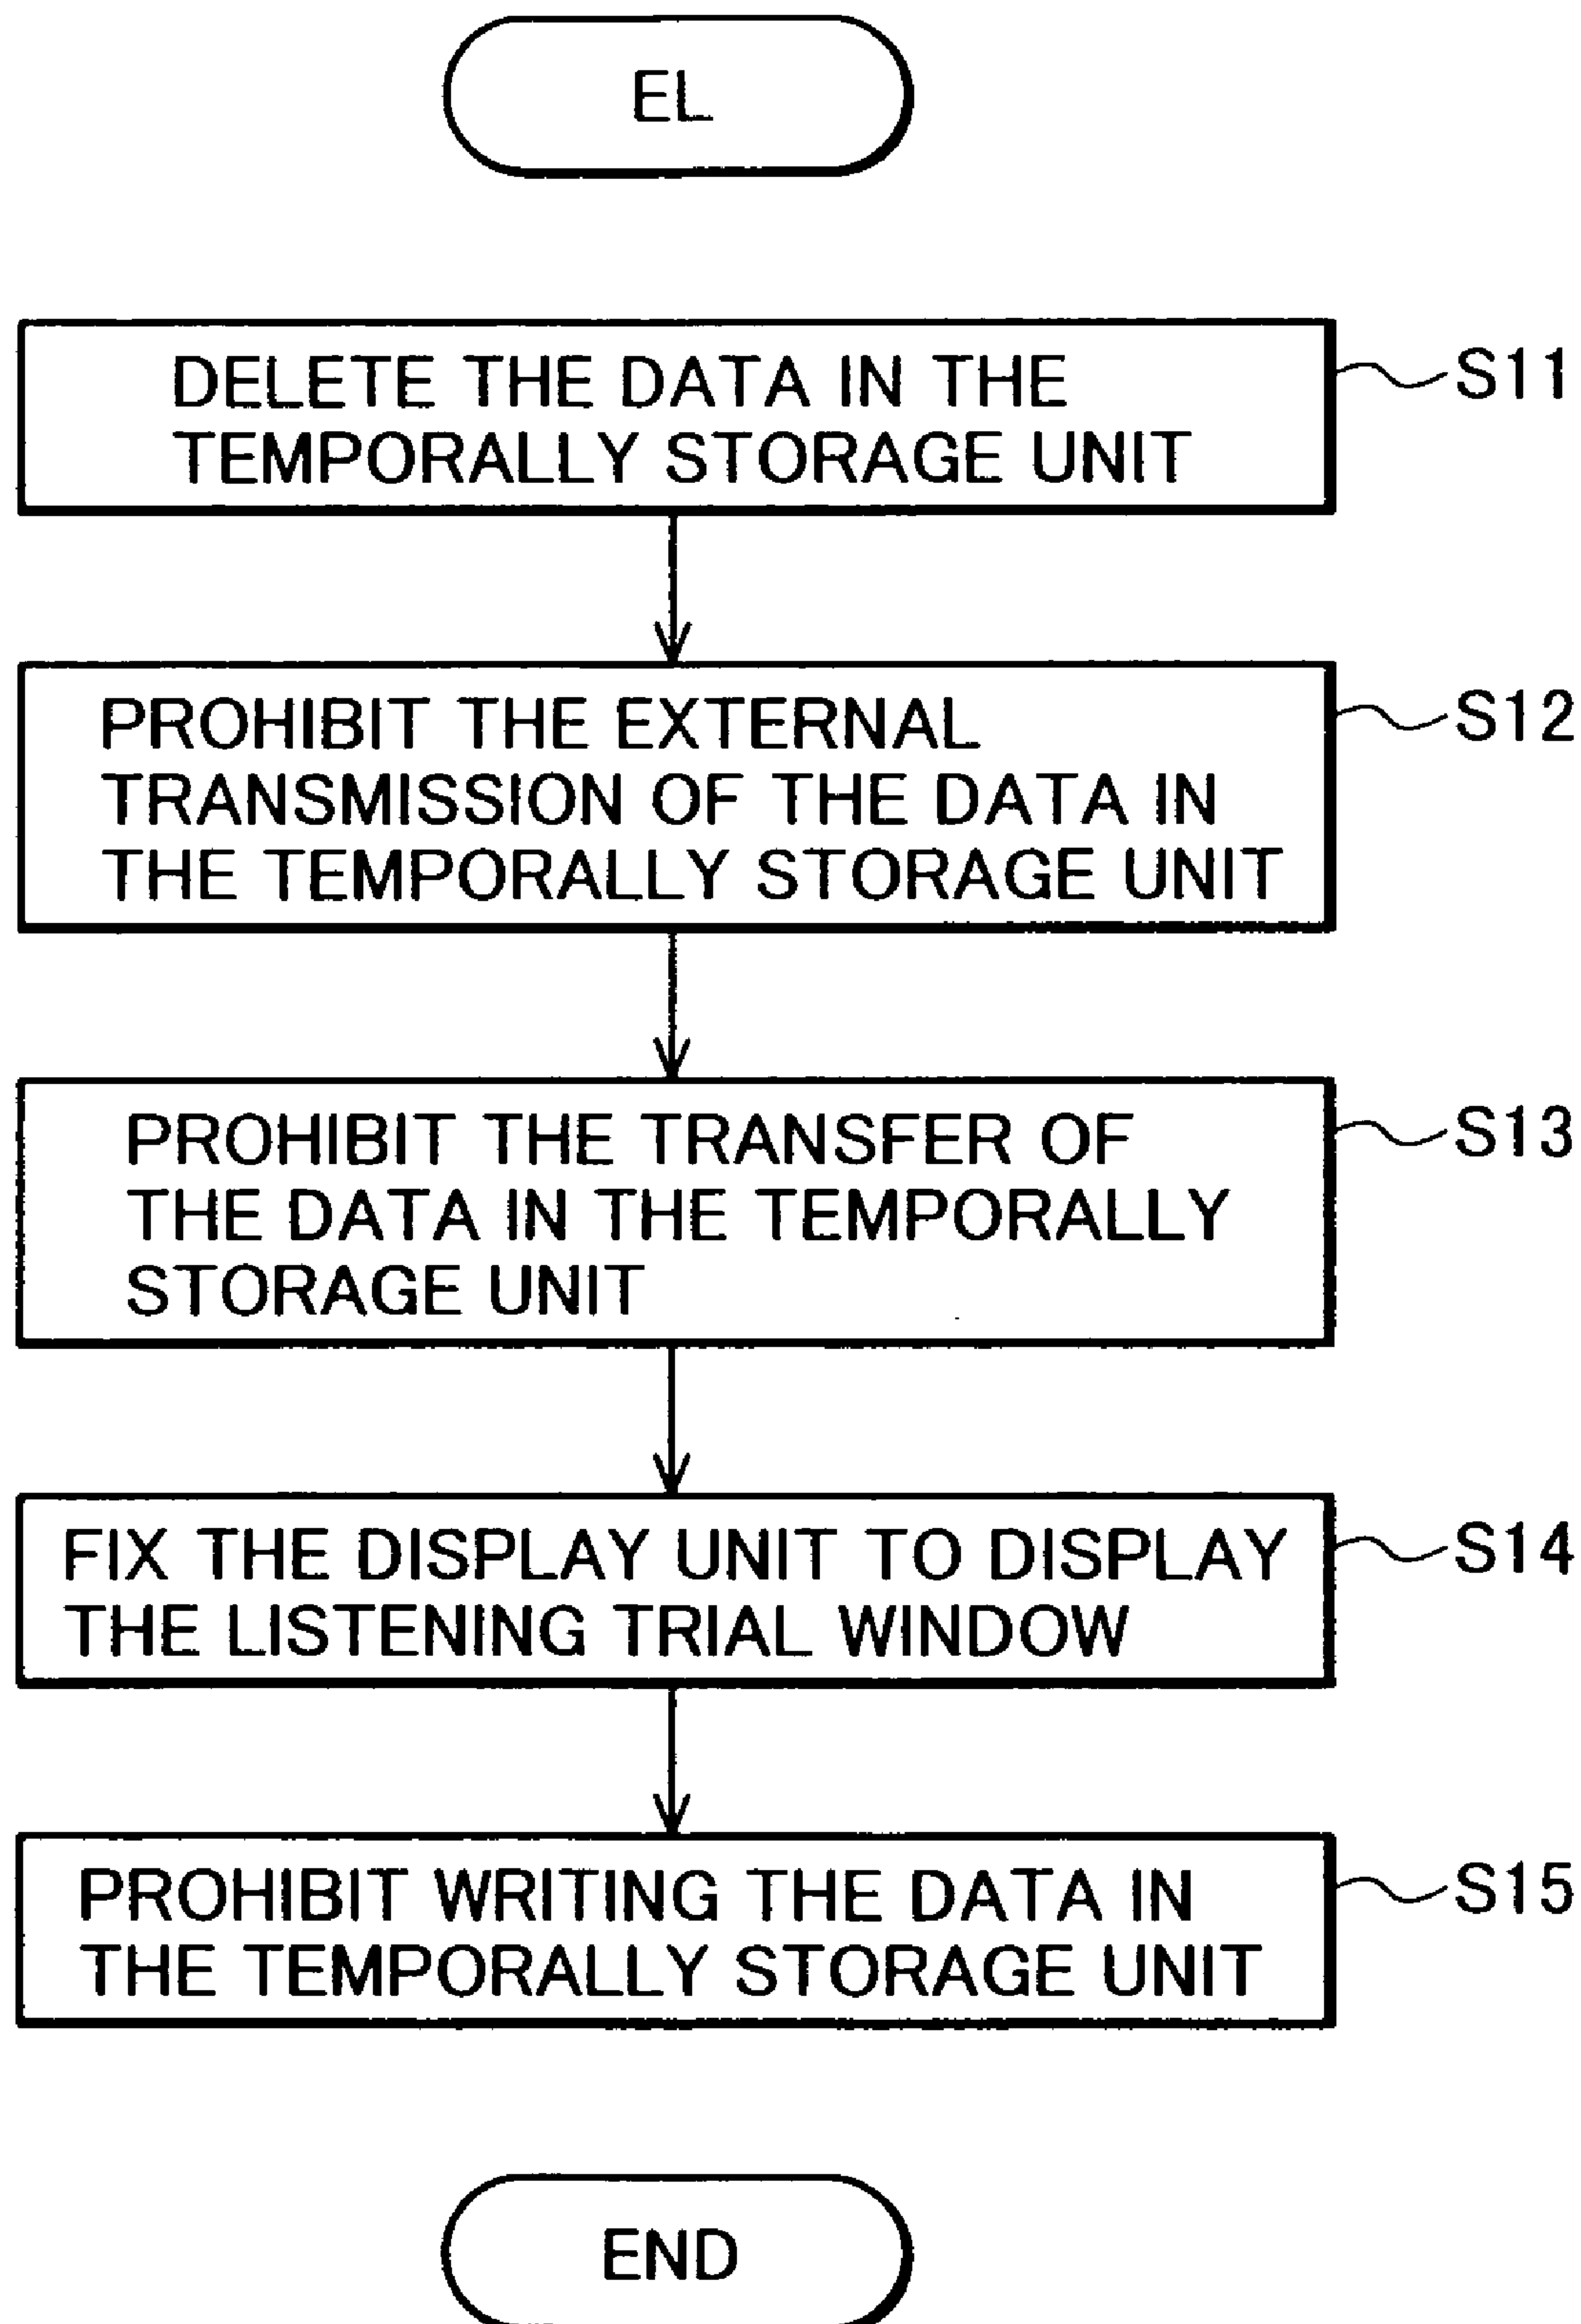 EL
DELETE THE DATA IN THE
TEMPORALLY STORAGE UNIT
S11
PROHIBIT THE EXTERNAL
TRANSMISSION OF THE DATA IN
THE TEMPORALLY STORAGE UNIT
S12
PROHIBIT THE TRANSFER OF
THE DATA IN THE TEMPORALLY
STORAGE UNIT
S13
FIX THE DISPLAY UNIT TO DISPLAY
THE LISTENING TRIAL WINDOW
S14
PROHIBIT WRITING THE DATA IN
THE TEMPORALLY STORAGE UNIT
S15
END